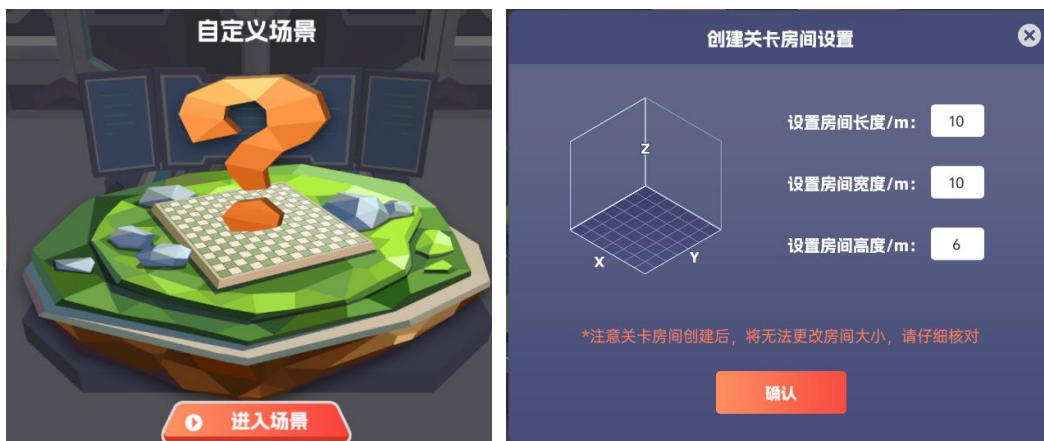 自定义场景
进入场景
创建关卡房间设置
Z
X
Y
设置房间长度/m: 10
设置房间宽度/m: 10
设置房间高度/m: 6
*注意关卡房间创建后，将无法更改房间大小，请仔细核对
确认